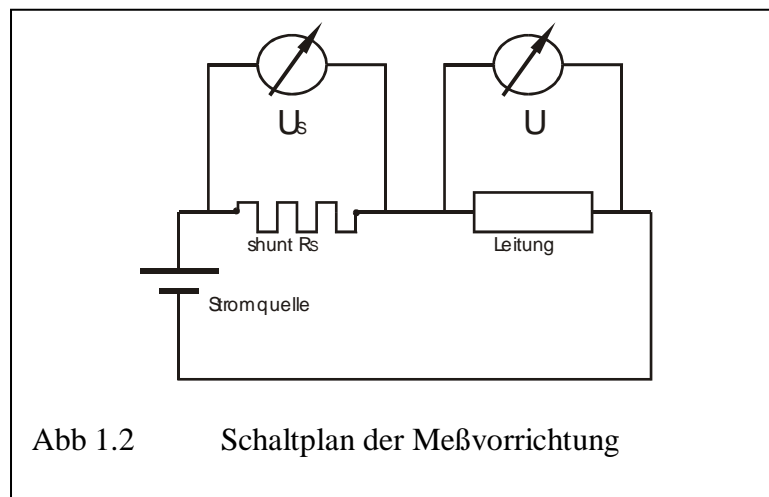 Us
U
shunt Rs
Leitung
Stromquelle
Abb 1.2 Schaltplan der Meßvorrichtung